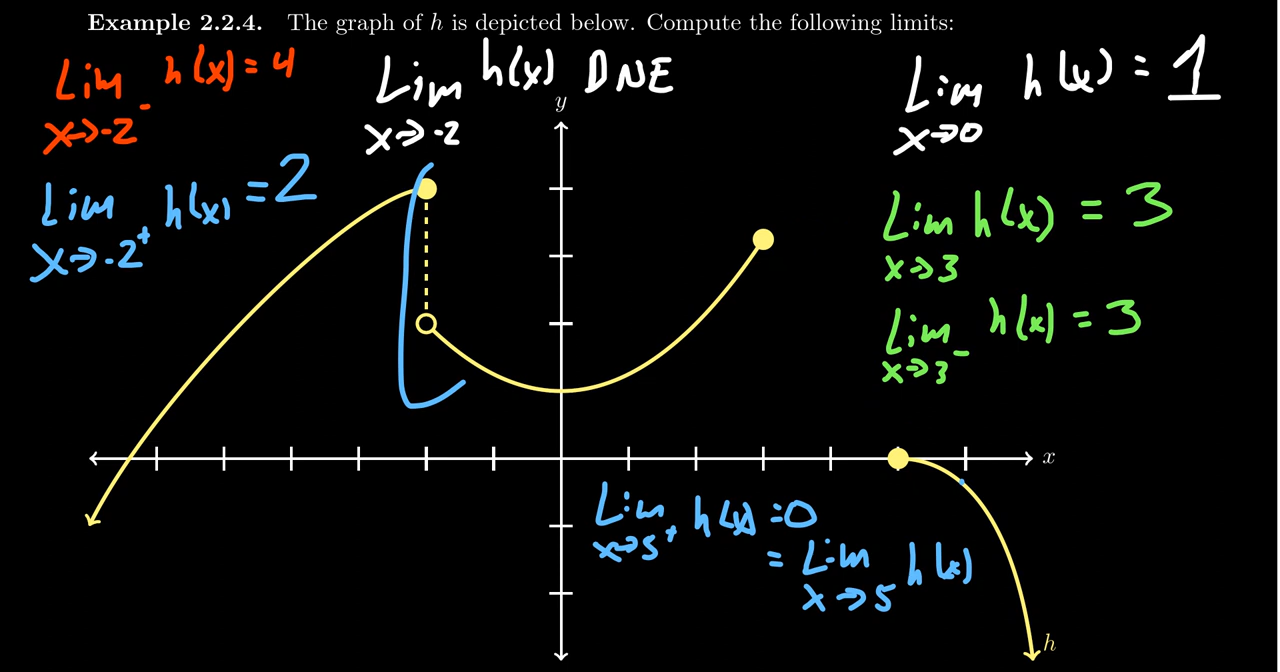 Example 2.2.4. The graph of h is depicted below. Compute the following limits:
Lim h(x) = 4
x→-2⁻
Lim h(x) DNE
x→-2
Lim h(x) = 1
x→0
Lim h(x) = 2
x→-2⁺
Lim h(x) = 3
x→3
Lim h(x) = 3
x→3⁻
y
x
Lim h(x) = 0
x→5⁺
= Lim h(x)
x→5
h